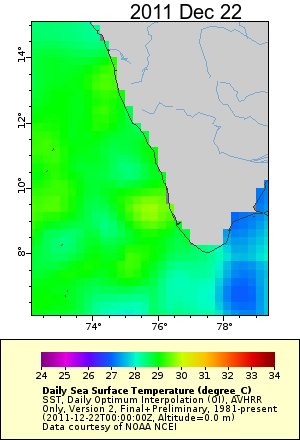 2011 Dec 22
14°
12°
10°
8°
74° 76° 78°
24 25 26 27 28 29 30 31 32 33 34
Daily Sea Surface Temperature (degree_C)
SST, Daily Optimum Interpolation (OI), AVHRR
Only, Version 2, Final+Preliminary, 1981-present
(2011-12-22T00:00:00Z, Altitude=0.0 m)
Data courtesy of NOAA NCEI